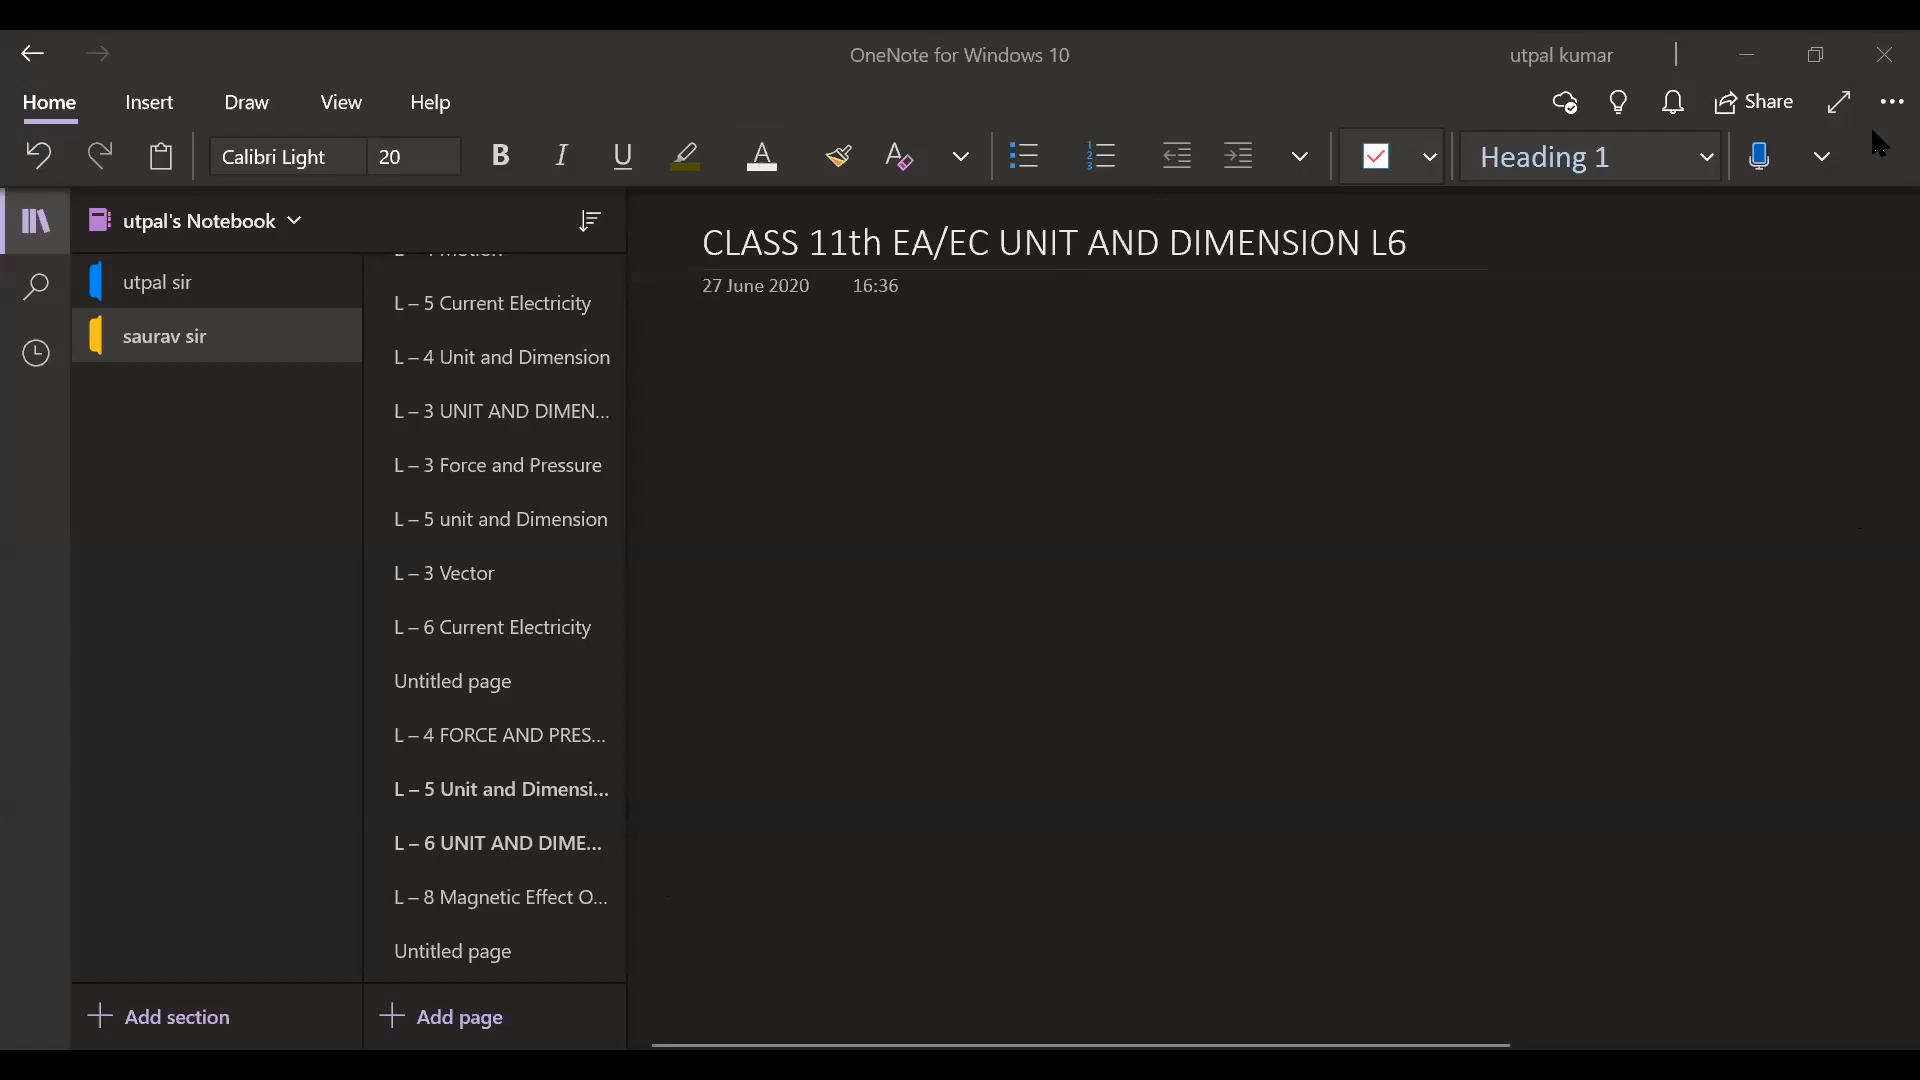 OneNote for Windows 10
utpal kumar
Home Insert Draw View Help
Share
Calibri Light 20 B I U A A Heading 1
utpal's Notebook
utpal sir
saurav sir
L – 5 Current Electricity
L – 4 Unit and Dimension
L – 3 UNIT AND DIMEN...
L – 3 Force and Pressure
L – 5 unit and Dimension
L – 3 Vector
L – 6 Current Electricity
Untitled page
L – 4 FORCE AND PRES...
L – 5 Unit and Dimensi...
L – 6 UNIT AND DIME...
L – 8 Magnetic Effect O...
Untitled page
Add section
Add page
CLASS 11th EA/EC UNIT AND DIMENSION L6
27 June 2020 16:36